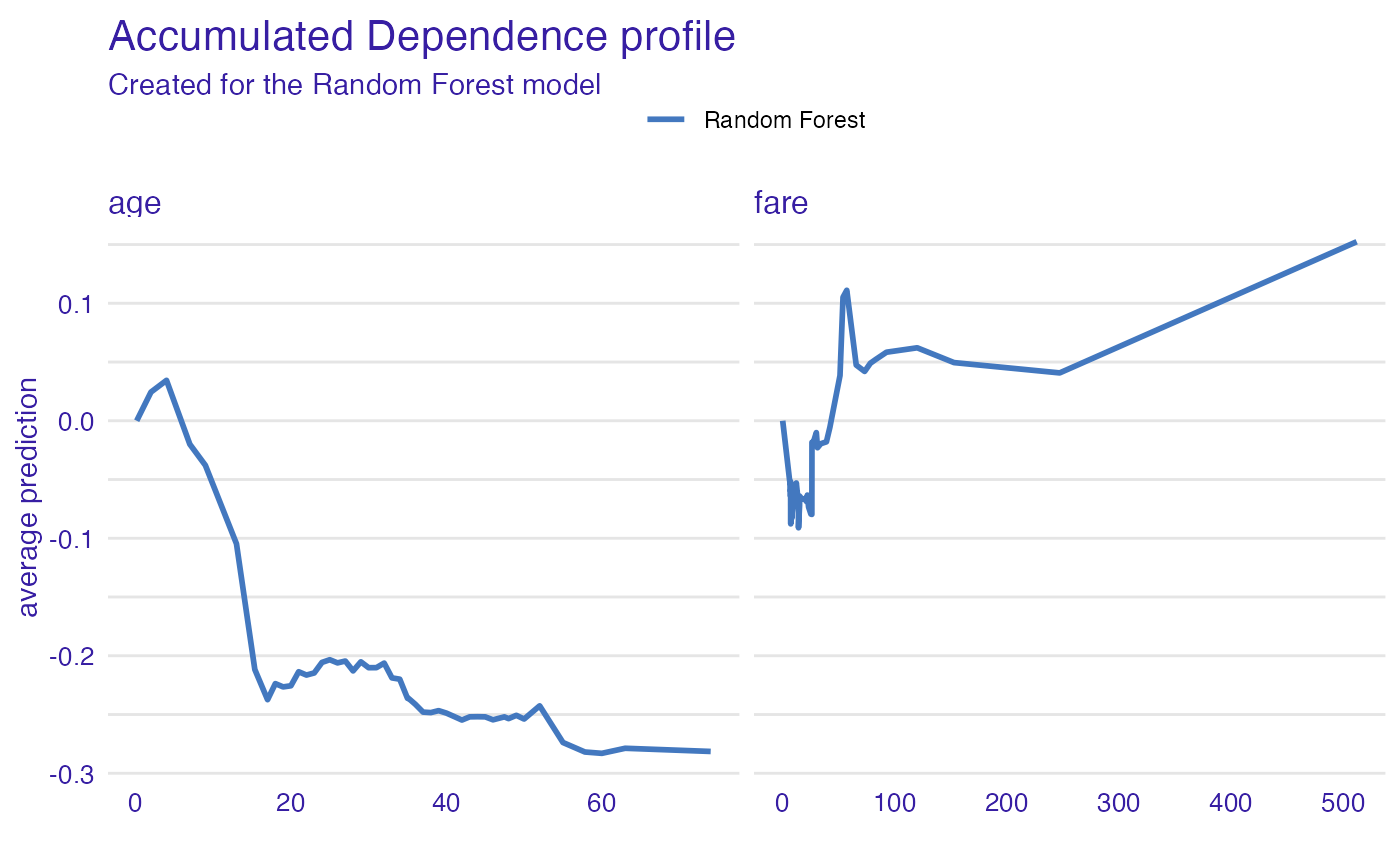 Accumulated Dependence profile
Created for the Random Forest model
Random Forest
age
fare
average prediction
0.1
0.0
-0.1
-0.2
-0.3
0 20 40 60
0 100 200 300 400 500